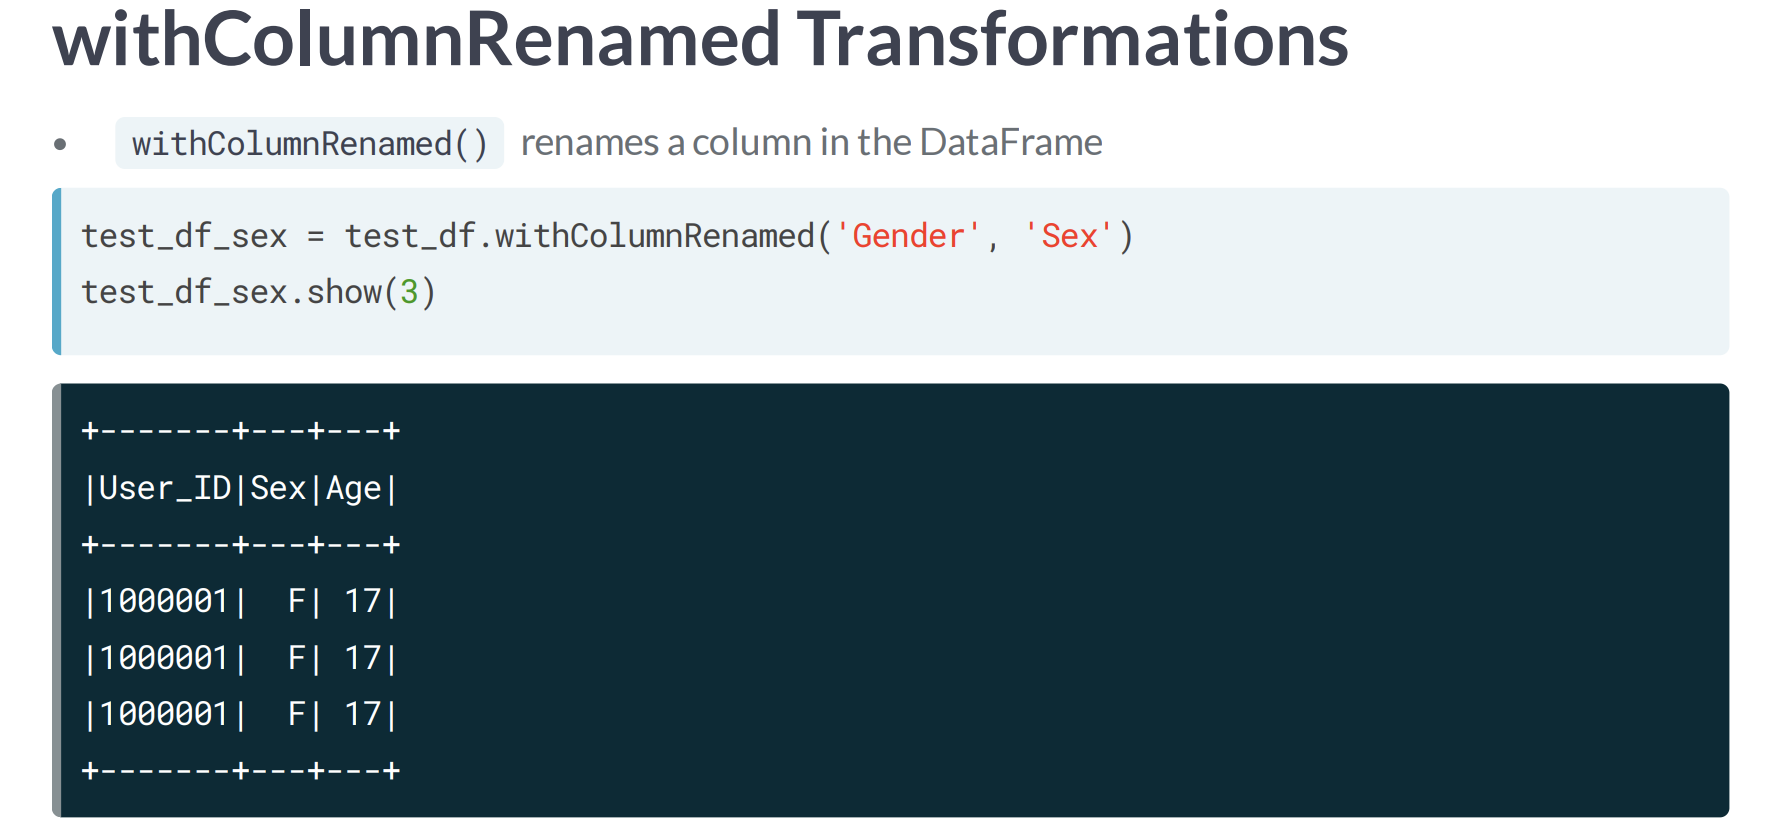 withColumnRenamed Transformations
• withColumnRenamed() renames a column in the DataFrame
test_df_sex = test_df.withColumnRenamed('Gender', 'Sex')
test_df_sex.show(3)
+-------+---+---+
|User_ID|Sex|Age|
+-------+---+---+
|1000001|  F| 17|
|1000001|  F| 17|
|1000001|  F| 17|
+-------+---+---+